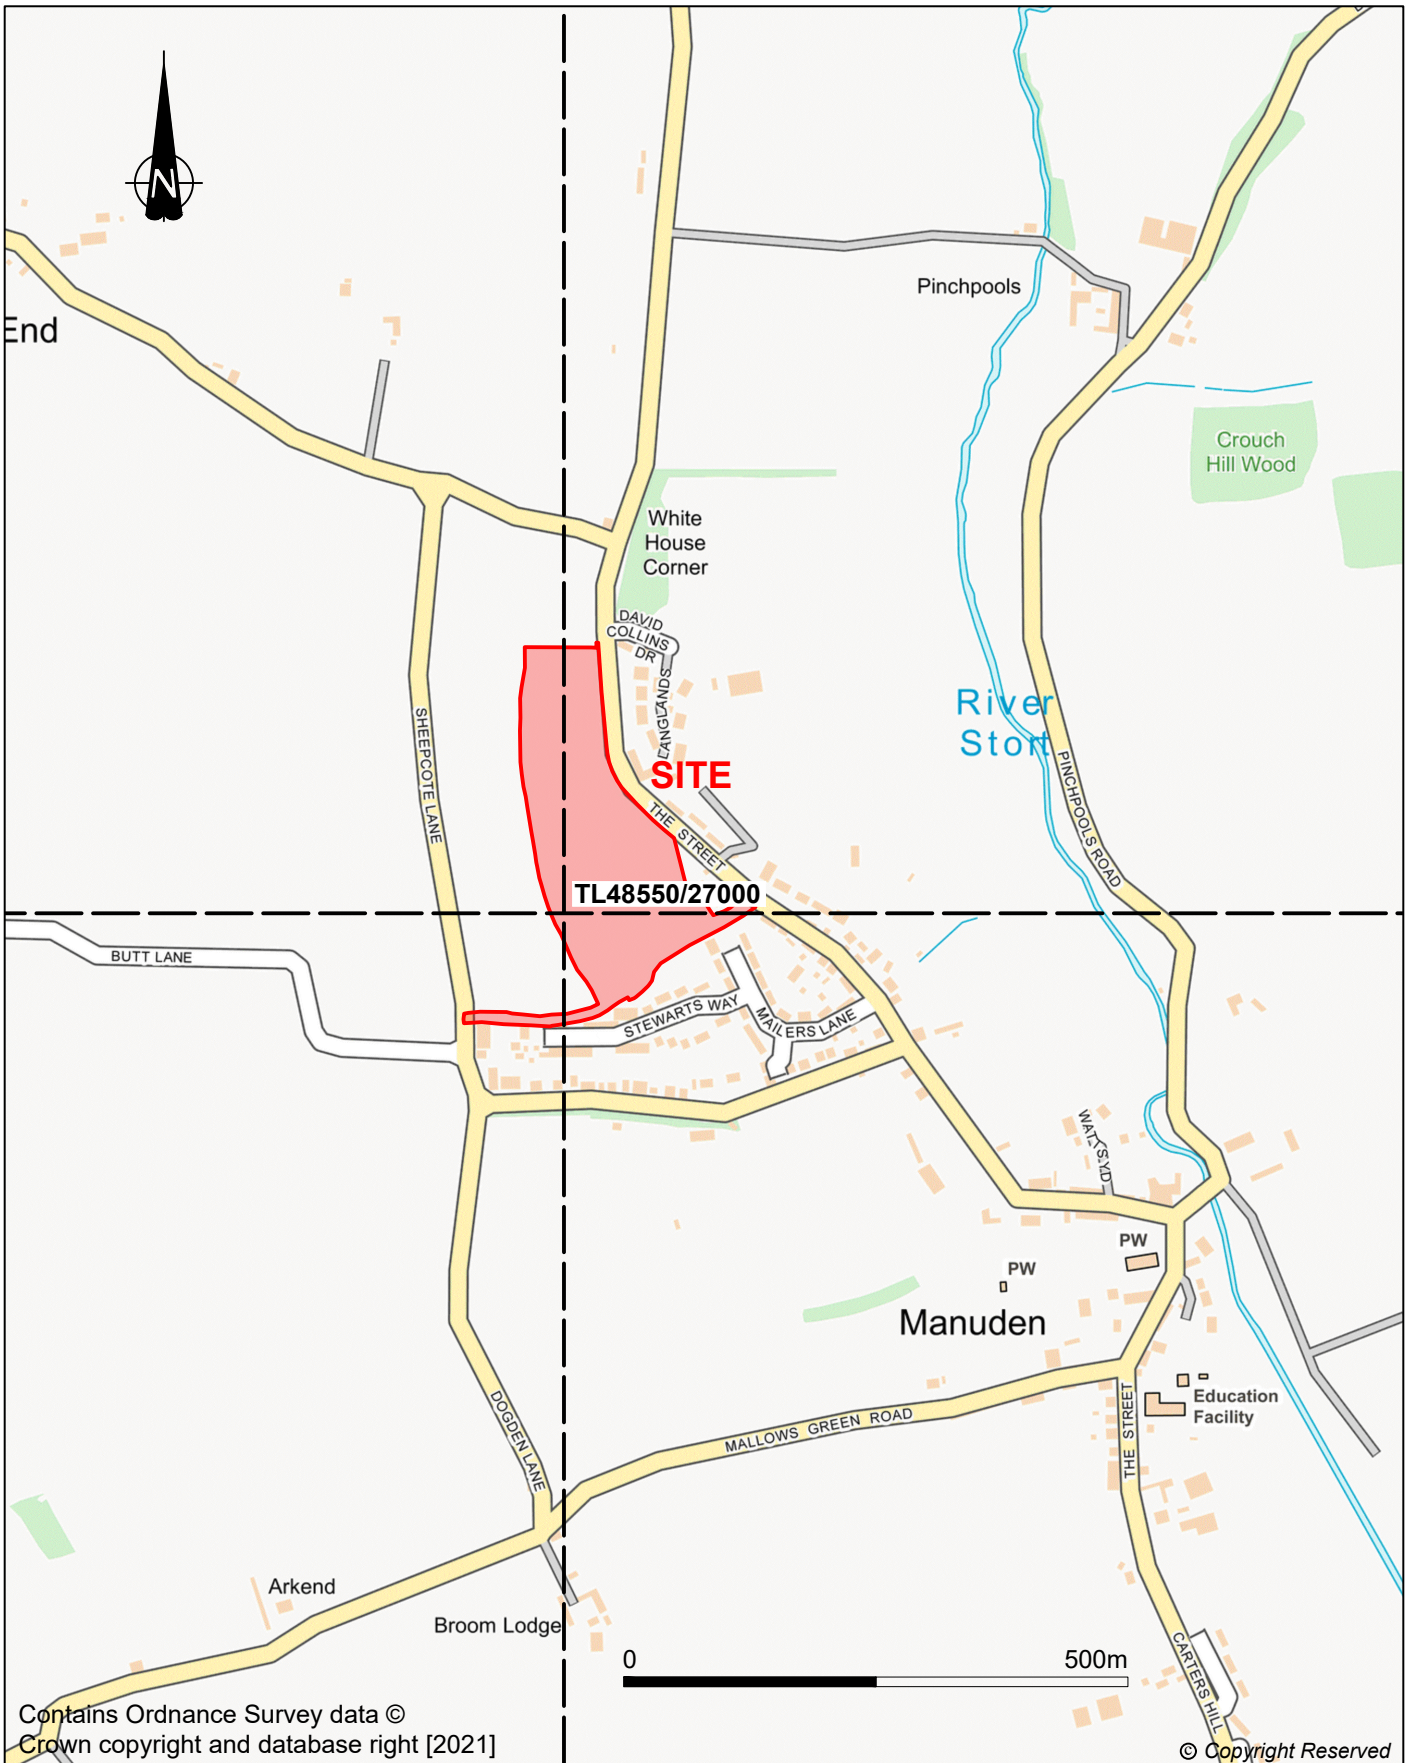 N
End
Pinchpools
Crouch
Hill Wood
White
House
Corner
DAVID
COLLINS
DR
LANGLANDS
River
Stort
SHEEPCOTE LANE
SITE
THE STREET
PINCHPOOLS ROAD
TL48550/27000
BUTT LANE
STEWARTS WAY
MAILERS LANE
WATTS YD
PW
PW
Manuden
DOGDEN LANE
MALLOWS GREEN ROAD
THE STREET
Education
Facility
Arkend
Broom Lodge
0
500m
CARTERS HILL
Contains Ordnance Survey data ©
Crown copyright and database right [2021]
© Copyright Reserved